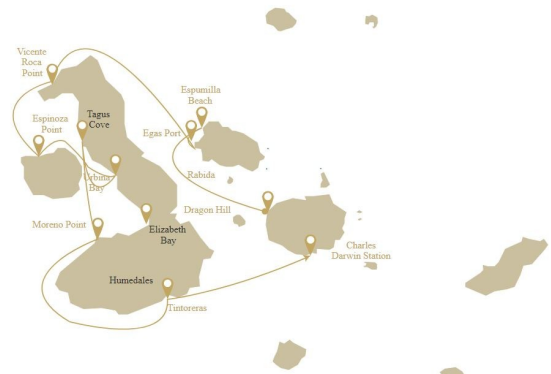 Vicente
Roca
Point
Espunilla
Beach
Espinoza
Point
Tagus
Cove
Egas Port
Urbina
Bay
Rabida
Dragon Hill
Moreno Point
Elizabeth
Bay
Charles
Darwin Station
Humedales
Tintoreras